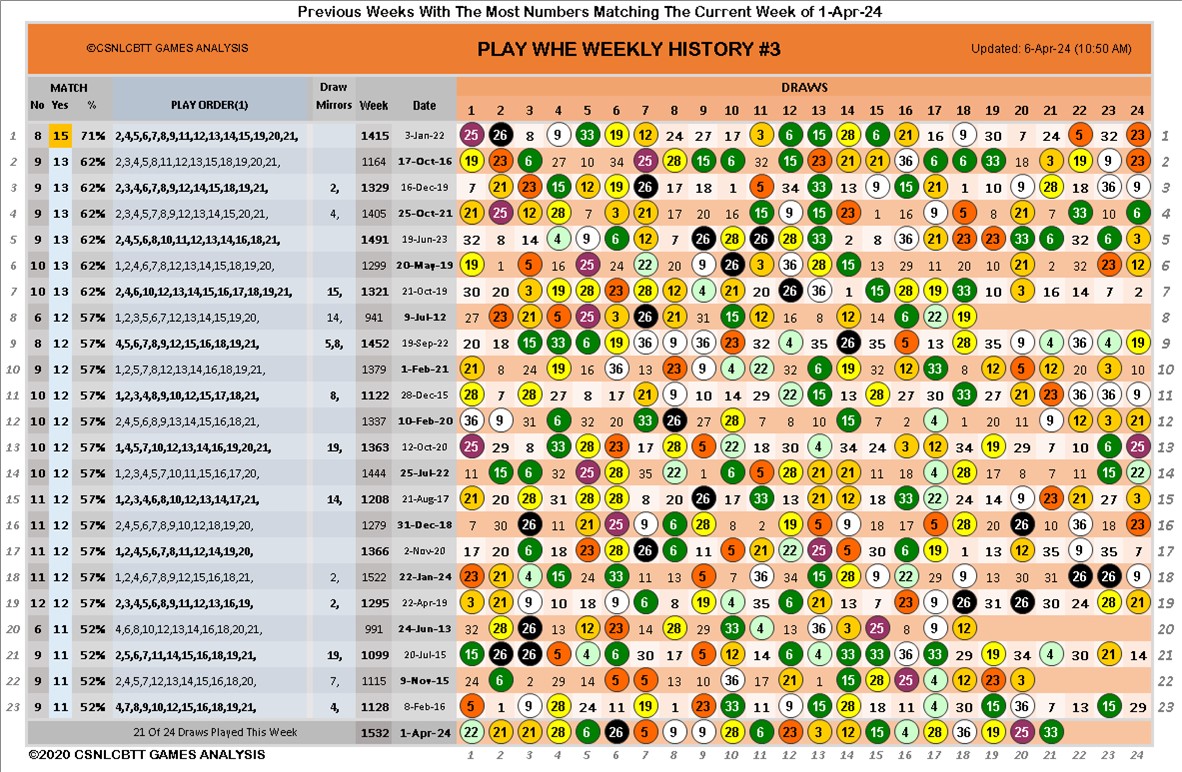 Previous Weeks With The Most Numbers Matching The Current Week of 1-Apr-24
©CSNLCBTT GAMES ANALYSIS PLAY WHE WEEKLY HISTORY #3 Updated: 6-Apr-24 (10:50 AM)
MATCH Draw DRAWS
No Yes % PLAY ORDER(1) Mirrors Week Date 1 2 3 4 5 6 7 8 9 10 11 12 13 14 15 16 17 18 19 20 21 22 23 24
1 8 15 71% 2,4,5,6,7,8,9,11,12,13,14,15,19,20,21, 1415 3-Jan-22 25 26 8 9 33 19 12 24 27 17 3 6 15 28 6 21 16 9 30 7 24 5 32 23 1
2 9 13 62% 2,3,4,5,8,11,12,13,15,18,19,20,21, 1164 17-Oct-16 19 23 6 27 10 34 25 28 15 6 32 15 23 21 21 36 6 6 33 18 3 19 9 23 2
3 9 13 62% 2,3,4,6,7,8,9,12,14,15,18,19,21, 2, 1329 16-Dec-19 7 21 23 15 12 19 26 17 18 1 5 34 33 13 9 15 21 1 10 9 28 18 36 9 3
4 9 13 62% 2,3,4,5,7,8,9,12,13,14,15,20,21, 4, 1405 25-Oct-21 21 25 12 28 7 3 21 17 20 16 15 9 15 23 1 16 9 5 8 21 7 33 10 6 4
5 9 13 62% 2,4,5,6,8,10,11,12,13,14,16,18,21, 1491 19-Jun-23 32 8 14 4 9 6 12 7 26 28 26 28 33 2 8 36 21 23 23 33 6 32 6 3 5
6 10 13 62% 1,2,4,6,7,8,12,13,14,15,18,19,20, 1299 20-May-19 19 1 5 16 25 24 22 20 9 26 3 36 28 15 13 29 11 20 10 21 2 32 23 12 6
7 10 13 62% 2,4,6,10,12,13,14,15,16,17,18,19,21, 15, 1321 21-Oct-19 30 20 3 19 28 23 28 12 4 21 20 26 36 1 15 28 19 33 10 3 16 14 7 2 7
8 6 12 57% 1,2,3,5,6,7,8,12,13,15,19,20, 14, 941 9-Jul-12 27 23 21 5 25 3 26 21 31 15 12 16 8 12 14 6 22 19 8
9 8 12 57% 4,5,6,7,8,9,12,15,16,18,19,21, 5,8, 1452 19-Sep-22 20 18 15 33 6 19 36 9 36 23 32 4 35 26 35 5 13 28 35 9 4 36 4 19 9
10 9 12 57% 1,2,5,7,8,12,13,14,15,18,19,21, 1379 1-Feb-21 21 8 24 19 16 36 13 23 9 4 22 32 6 19 32 12 33 8 12 5 12 20 3 10 10
11 10 12 57% 1,2,3,4,8,9,10,12,15,17,18,21, 8, 1122 28-Dec-15 28 7 28 27 8 17 21 9 10 14 29 12 15 13 28 27 30 18 33 27 21 23 36 36 9 11
12 10 12 57% 2,4,5,6,7,8,9,12,15,16,18,21, 1337 10-Feb-20 36 9 31 6 32 20 33 26 27 28 7 8 10 15 7 2 4 1 20 11 9 12 3 21 12
13 10 12 57% 1,4,5,7,10,12,13,14,16,19,20,21, 19, 1363 12-Oct-20 25 29 8 33 28 23 17 28 5 22 18 30 4 34 24 3 12 34 19 29 7 10 6 25 13
14 10 12 57% 1,2,3,4,5,7,10,11,15,16,17,20, 1444 25-Jul-22 11 15 6 32 25 28 35 22 1 6 5 28 21 21 11 18 4 28 17 8 7 11 15 22 14
15 11 12 57% 1,2,3,4,6,8,10,12,13,14,17,21, 14, 1208 21-Aug-17 21 20 28 31 28 28 8 20 26 17 33 13 21 12 18 33 22 24 14 9 23 21 27 3 15
16 11 12 57% 2,4,5,6,7,8,9,10,12,18,19,20, 1279 31-Dec-18 7 30 26 11 21 25 9 6 28 8 2 19 5 9 18 17 5 28 20 26 10 36 18 23 16
17 11 12 57% 1,2,4,5,6,7,8,11,12,14,19,20, 1366 2-Nov-20 17 20 6 18 23 28 26 6 11 5 21 22 25 5 30 6 19 1 13 12 35 9 35 7 17
18 11 12 57% 1,2,4,6,7,8,9,12,15,16,18,21, 2, 1522 22-Jan-24 23 21 4 15 24 33 11 13 5 7 36 34 15 28 9 22 29 9 13 30 31 26 26 9 18
19 12 12 57% 2,3,4,5,6,8,9,11,12,13,16,19, 2, 1295 22-Apr-19 3 21 9 10 18 9 6 8 19 4 35 6 21 13 7 23 9 26 31 26 30 24 28 21 19
20 6 11 52% 4,6,8,10,12,13,14,16,18,20,21, 991 24-Jun-13 32 28 26 13 12 23 14 28 29 33 4 13 36 3 25 8 9 12 20
21 9 11 52% 2,5,6,7,11,14,15,16,18,19,21, 19, 1099 20-Jul-15 15 26 26 5 4 6 30 17 5 12 14 6 4 33 33 36 33 29 19 34 4 30 21 14 21
22 9 11 52% 2,4,5,7,12,13,14,15,16,18,20, 7, 1115 9-Nov-15 24 6 2 29 16 5 5 22 10 36 17 21 1 15 28 25 4 12 23 3 22
23 9 11 52% 4,7,8,9,10,12,15,16,18,19,21, 4, 1128 8-Feb-16 5 1 9 28 24 11 19 7 23 33 13 9 15 28 18 11 4 30 15 36 7 13 15 29 23
21 Of 24 Draws Played This Week 1532 1-Apr-24 22 21 21 28 6 26 5 9 9 28 6 23 3 12 15 4 28 36 19 25 33
©2020 CSNLCBTT GAMES ANALYSIS 1 2 3 4 5 6 7 8 9 10 11 12 13 14 15 16 17 18 19 20 21 22 23 24